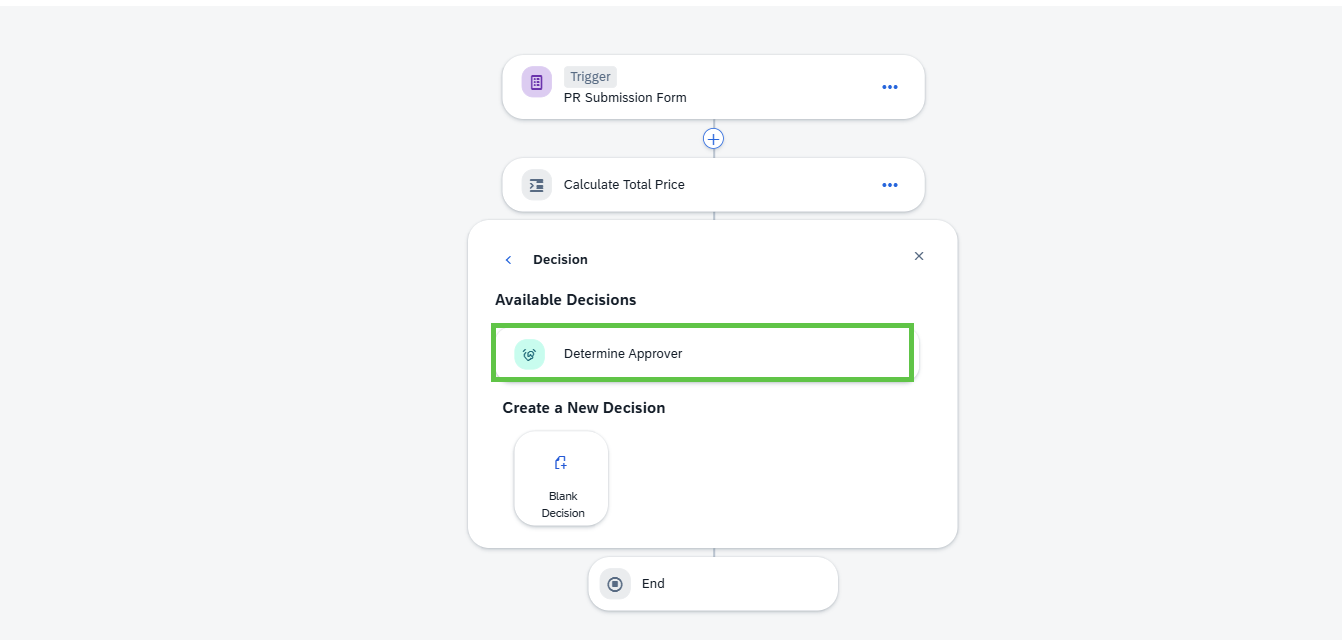 Trigger
PR Submission Form
Calculate Total Price
Decision
Available Decisions
Determine Approver
Create a New Decision
Blank
Decision
End